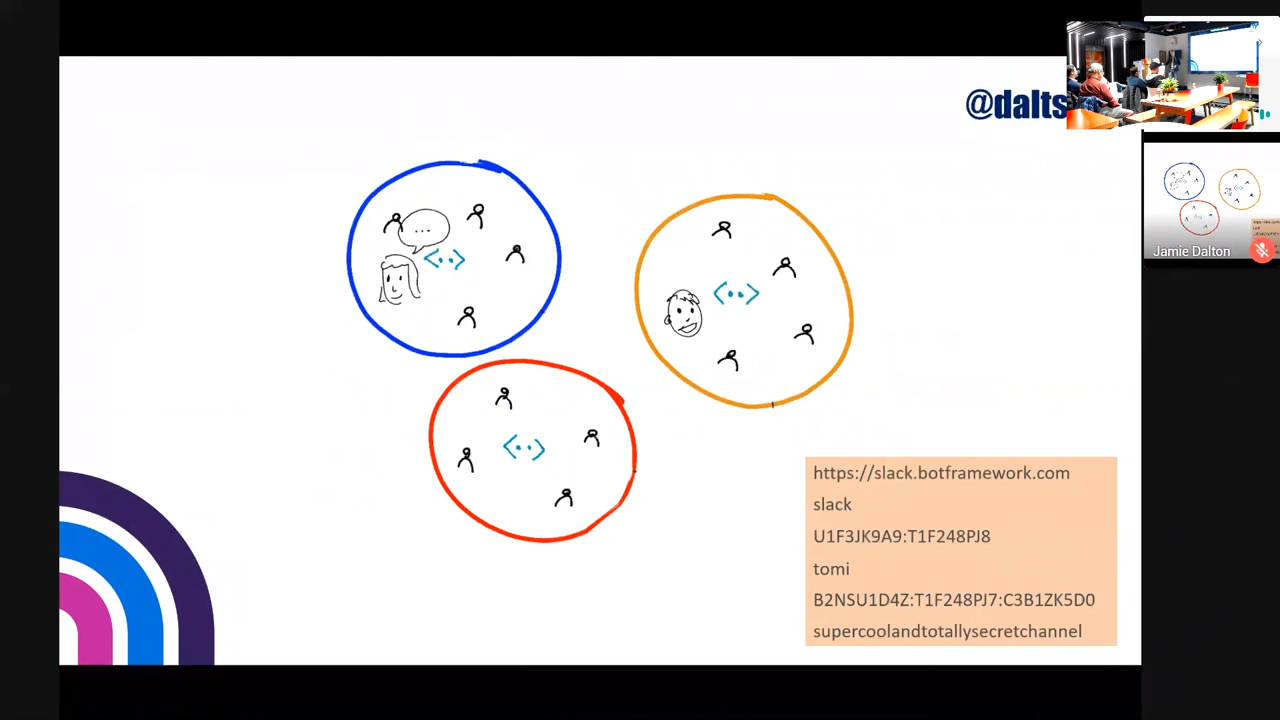 @dalts
...
https://slack.botframework.com
slack
U1F3JK9A9:T1F248PJ8
tomi
B2NSU1D4Z:T1F248PJ7:C3B1ZK5D0
supercoolandtotallysecretchannel
Jamie Dalton